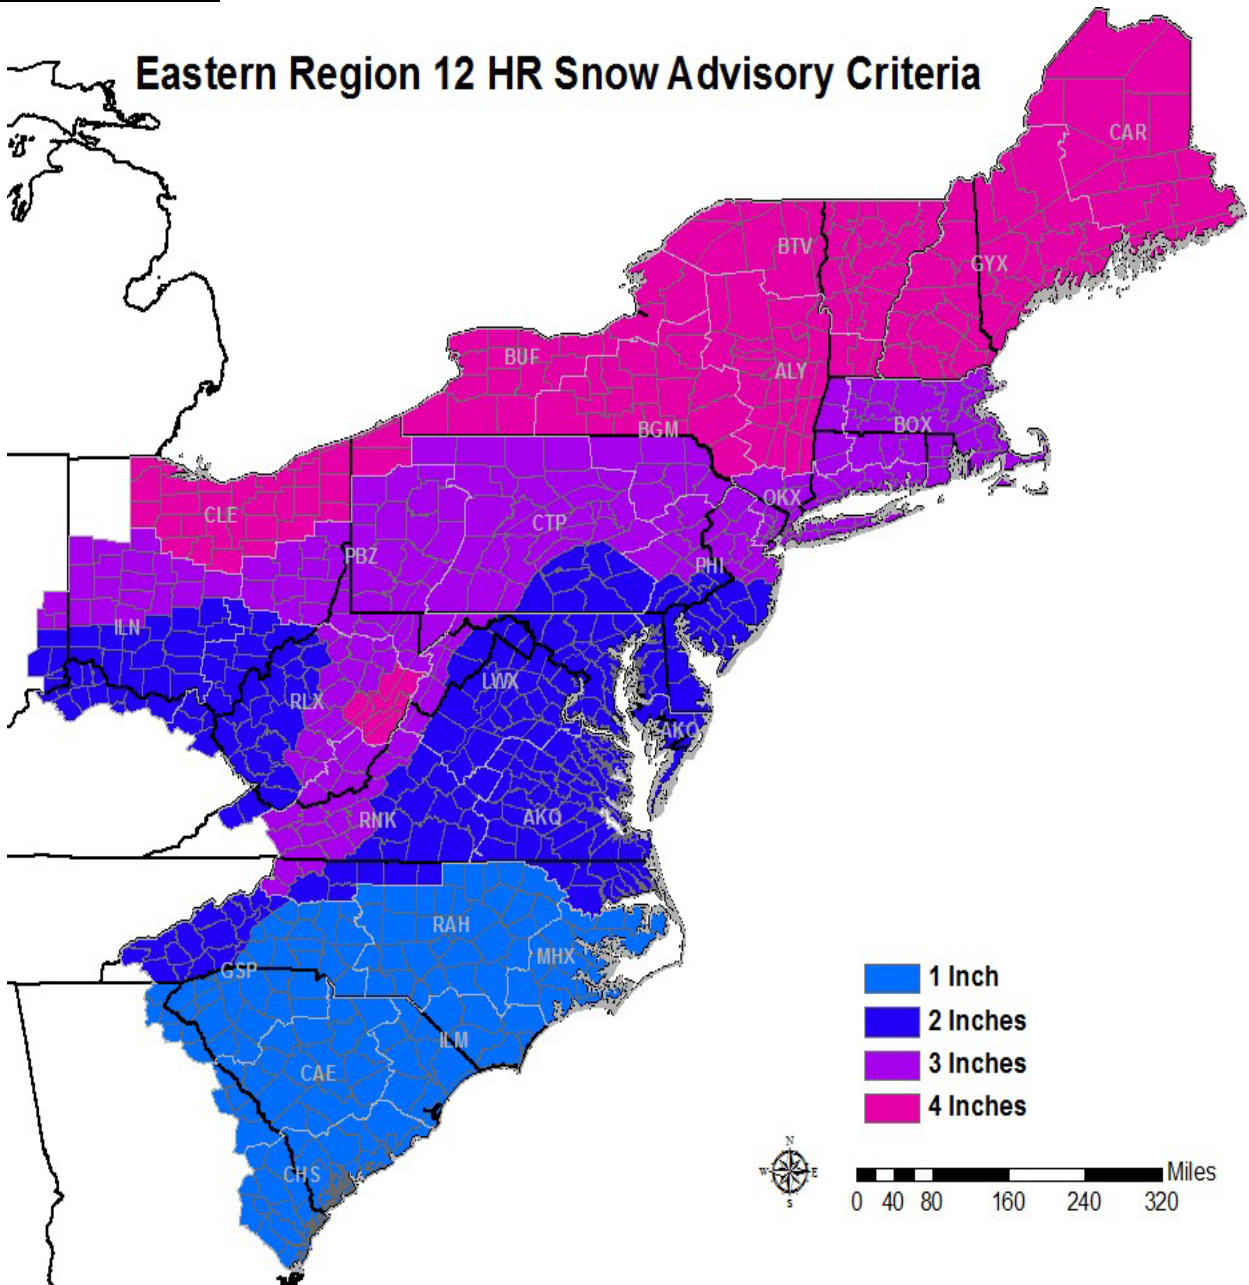 Eastern Region 12 HR Snow Advisory Criteria
CAR
BTV
GYX
BUF
ALY
BGM
BOX
OKX
CLE
CTP
PBZ
PHI
ILN
LWX
RLX
AKQ
RNK
AKQ
RAH
MHX
GSP
ILM
CAE
CHS
1 Inch
2 Inches
3 Inches
4 Inches
N
W E
S
Miles
0 40 80 160 240 320